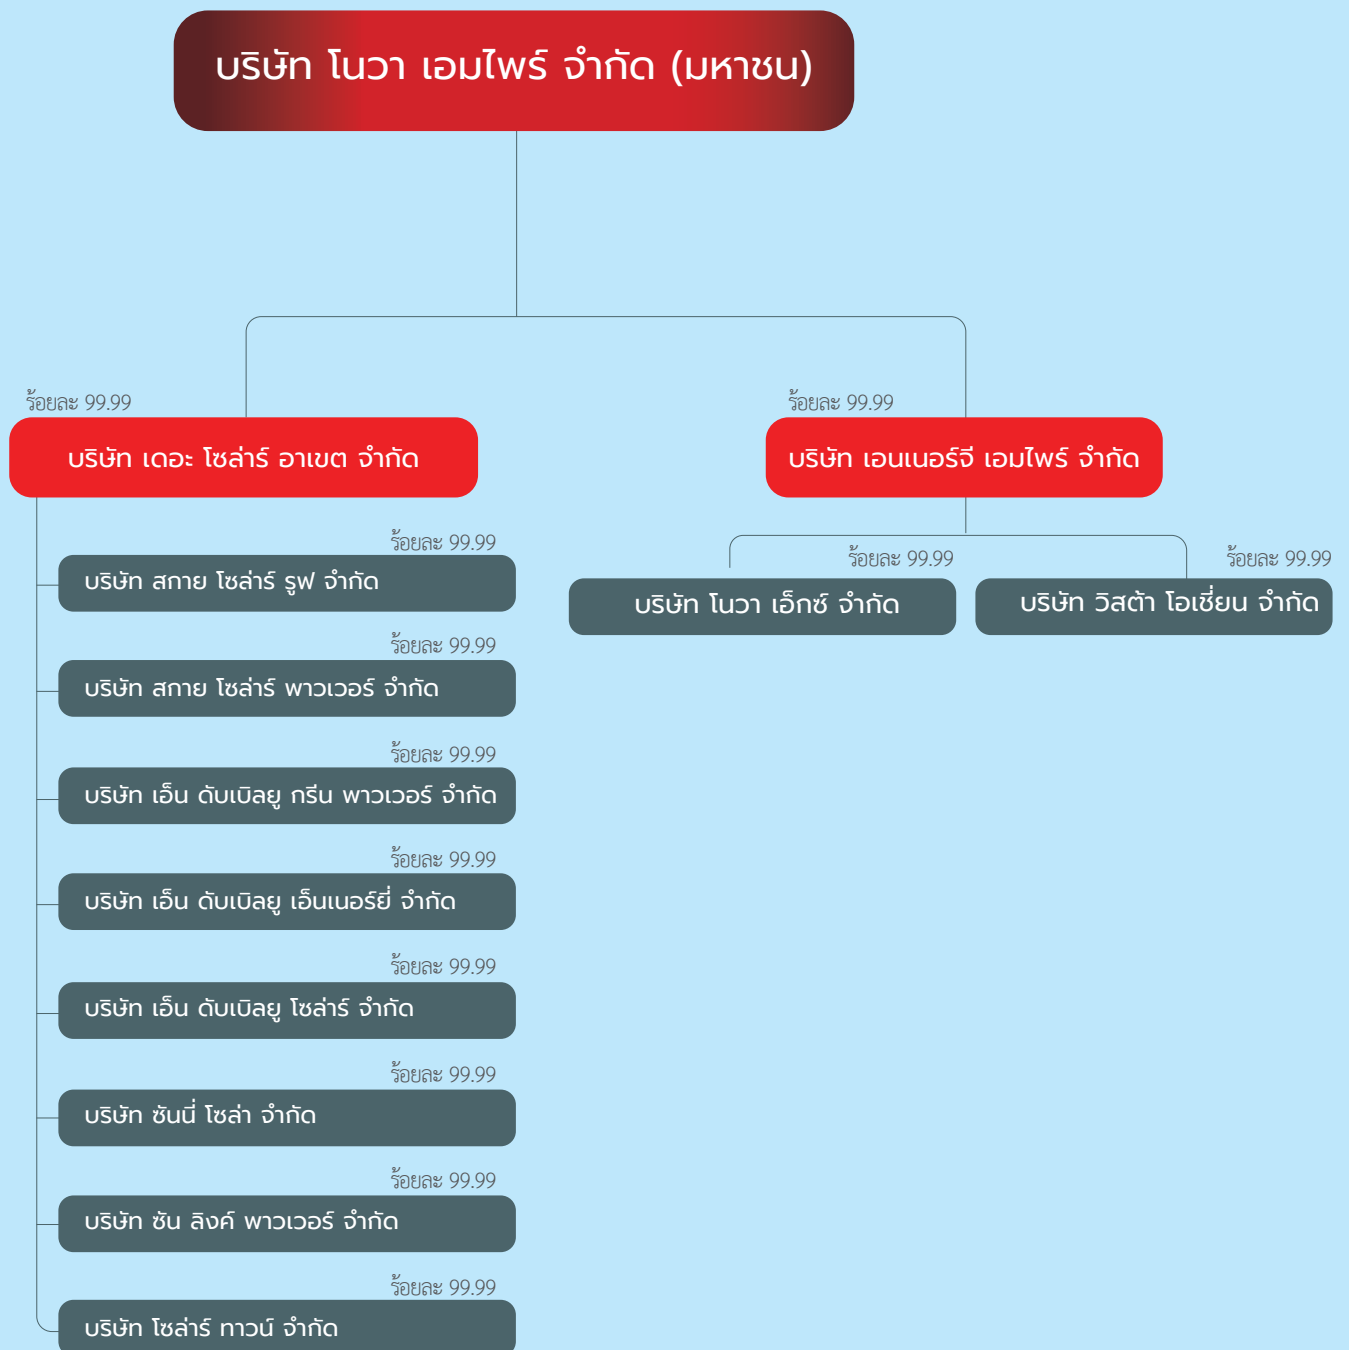 บริษัท โนวา เอมไพร์ จำกัด (มหาชน)
ร้อยละ 99.99
บริษัท เดอะ โซล่าร์ อาเขต จำกัด
ร้อยละ 99.99
บริษัท สกาย โซล่าร์ รูฟ จำกัด
ร้อยละ 99.99
บริษัท สกาย โซล่าร์ พาวเวอร์ จำกัด
ร้อยละ 99.99
บริษัท เอ็น ดับเบิลยู กรีน พาวเวอร์ จำกัด
ร้อยละ 99.99
บริษัท เอ็น ดับเบิลยู เอ็นเนอร์ยี่ จำกัด
ร้อยละ 99.99
บริษัท เอ็น ดับเบิลยู โซล่าร์ จำกัด
ร้อยละ 99.99
บริษัท ซันนี่ โซล่า จำกัด
ร้อยละ 99.99
บริษัท ซัน ลิงค์ พาวเวอร์ จำกัด
ร้อยละ 99.99
บริษัท โซล่าร์ ทาวน์ จำกัด
ร้อยละ 99.99
บริษัท เอนเนอร์จี เอมไพร์ จำกัด
ร้อยละ 99.99
บริษัท โนวา เอ็กซ์ จำกัด
ร้อยละ 99.99
บริษัท วิสต้า โอเชี่ยน จำกัด